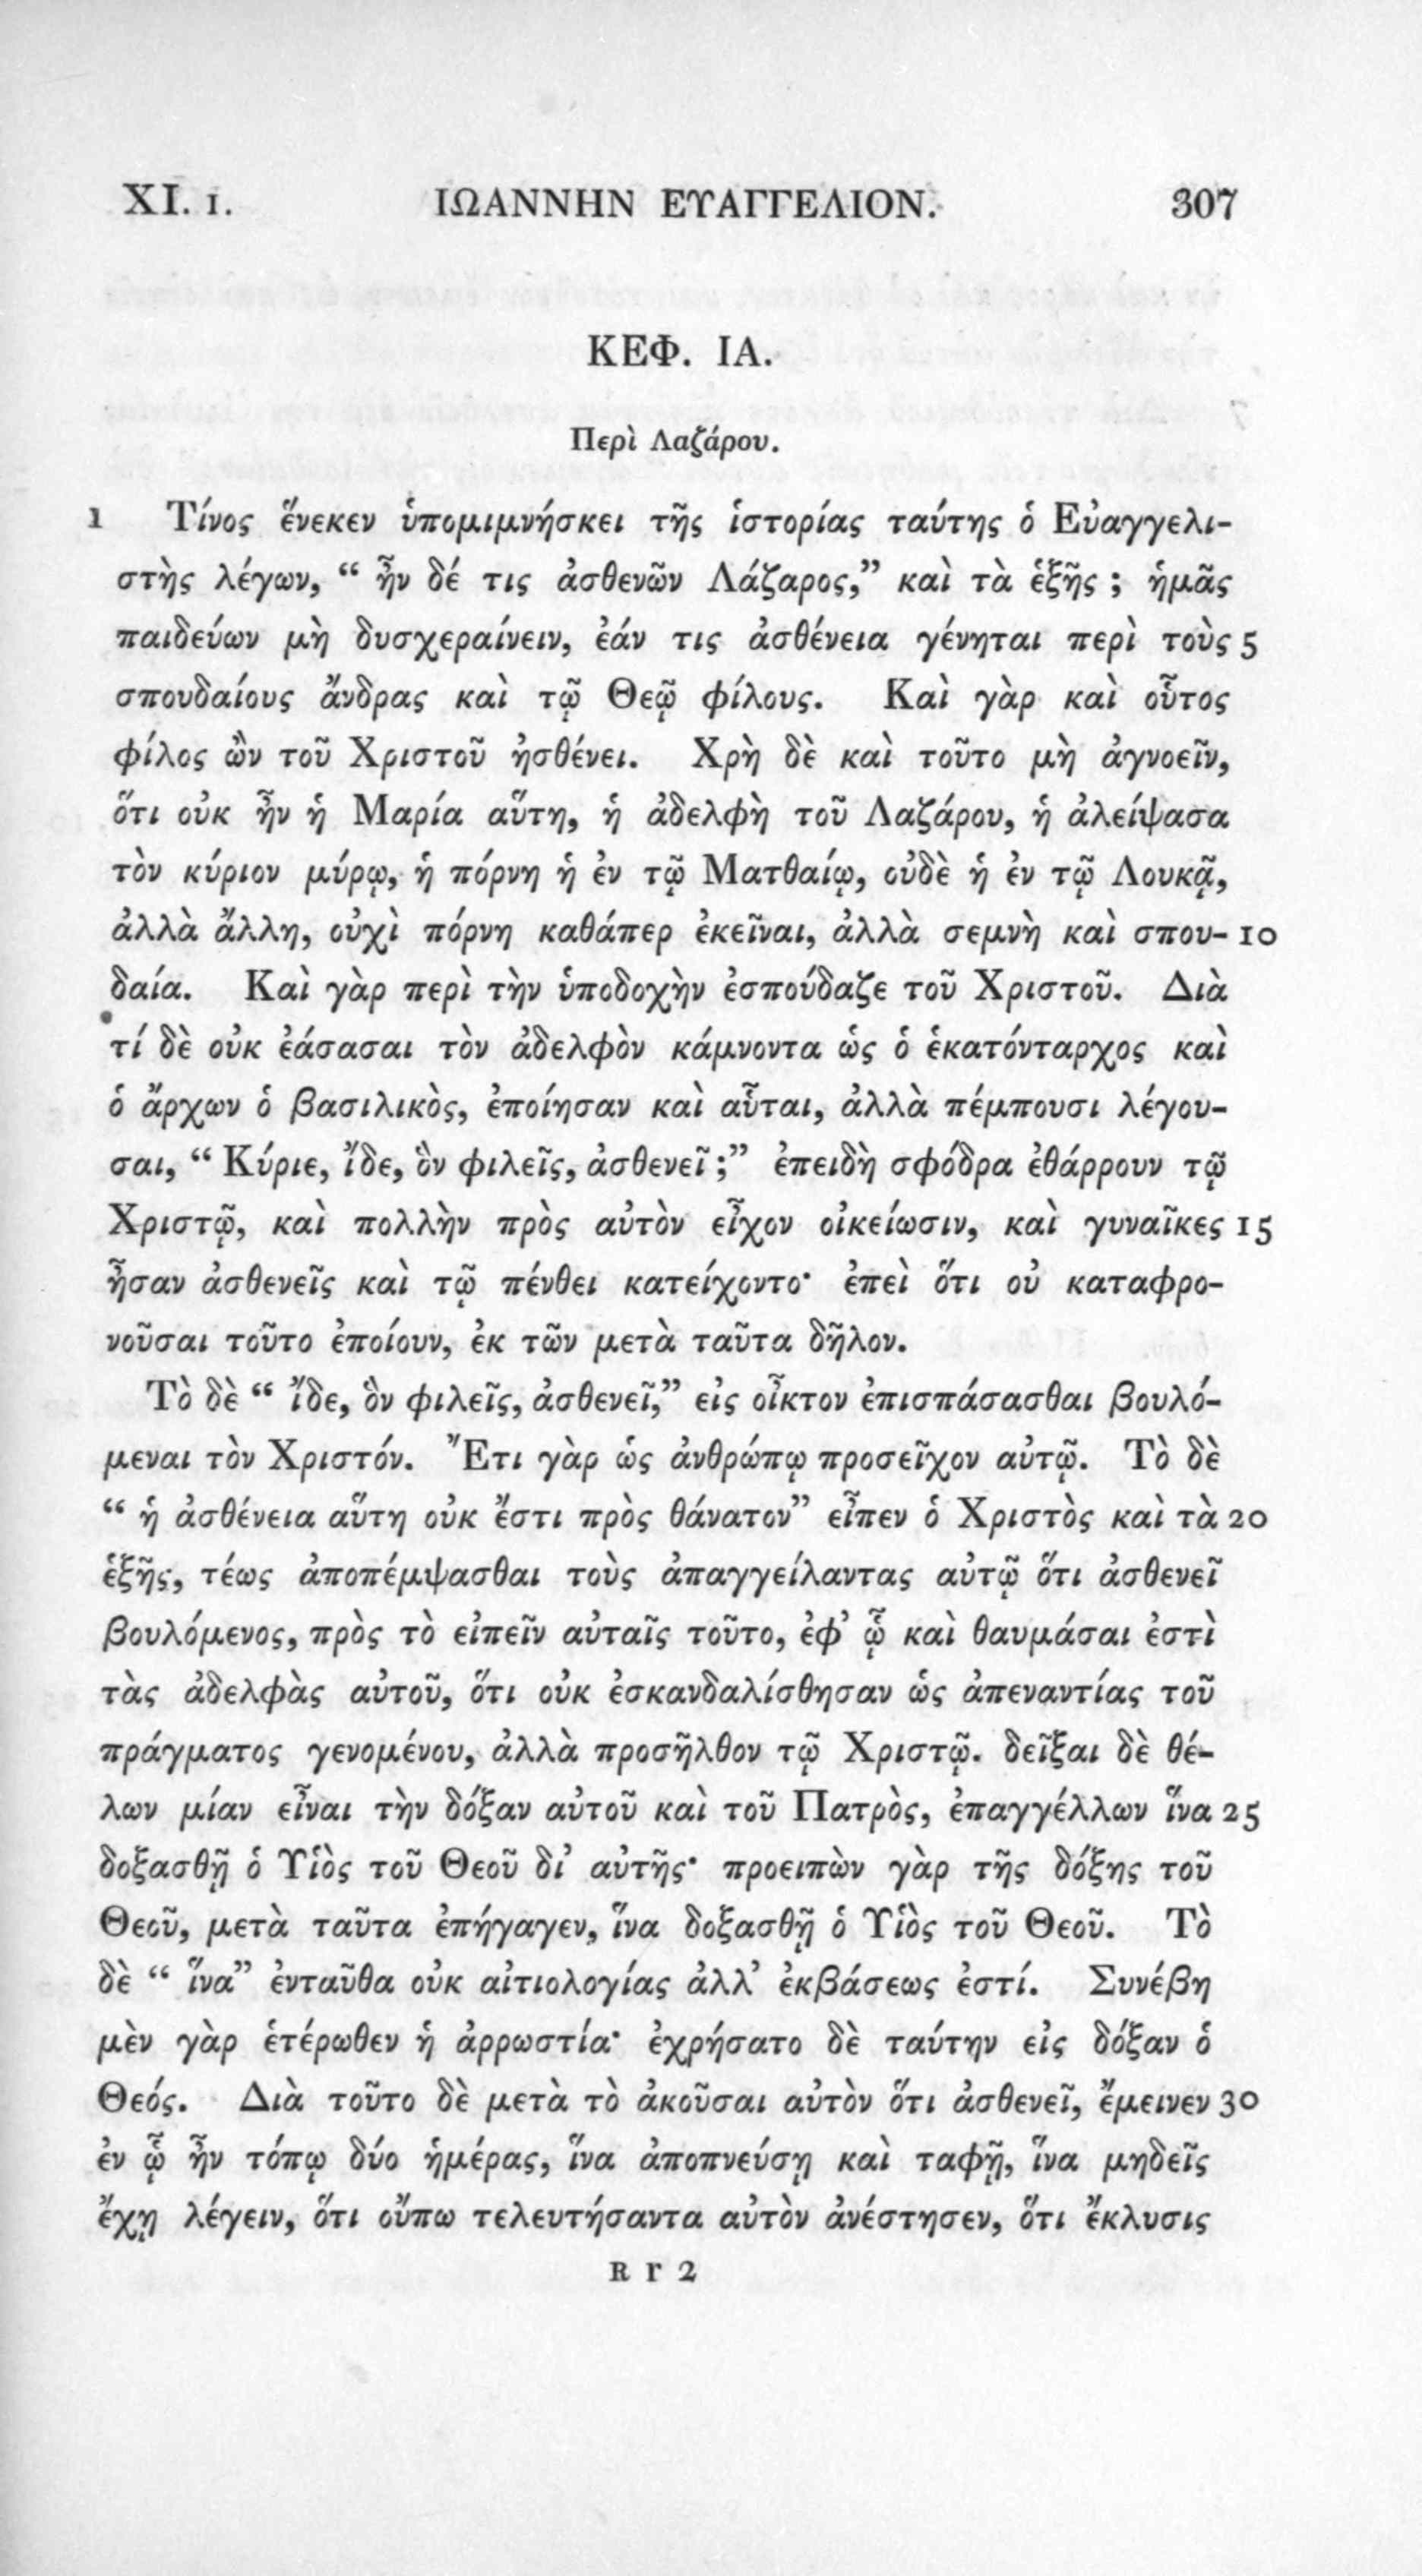 XI. 1. ΙΩΑΝΝΗΝ ΕΥΑΓΓΕΛΙΟΝ. 307
ΚΕΦ. ΙΑ.
Περὶ Λαζάρου.
1 Τίνος ἕνεκεν ὑπομιμνήσκει τῆς ἱστορίας ταύτης ὁ Εὐαγγελι-
στὴς λέγων, “ ἦν δέ τις ἀσθενῶν Λάζαρος,” καὶ τὰ ἑξῆς ; ἡμᾶς
παιδεύων μὴ δυσχεραίνειν, ἐάν τις ἀσθένεια γένηται περὶ τοὺς 5
σπουδαίους ἄνδρας καὶ τῷ Θεῷ φίλους. Καὶ γὰρ καὶ οὗτος
φίλος ὢν τοῦ Χριστοῦ ἠσθένει. Χρὴ δὲ καὶ τοῦτο μὴ ἀγνοεῖν,
ὅτι οὐκ ἦν ἡ Μαρία αὕτη, ἡ ἀδελφὴ τοῦ Λαζάρου, ἡ ἀλείψασα
τὸν κύριον μύρῳ, ἡ πόρνη ἡ ἐν τῷ Ματθαίῳ, οὐδὲ ἡ ἐν τῷ Λουκᾷ,
ἀλλὰ ἄλλη, οὐχὶ πόρνη καθάπερ ἐκεῖναι, ἀλλὰ σεμνὴ καὶ σπου- 10
δαία. Καὶ γὰρ περὶ τὴν ὑποδοχὴν ἐσπούδαζε τοῦ Χριστοῦ. Διὰ
τί δὲ οὐκ ἐάσασαι τὸν ἀδελφὸν κάμνοντα ὡς ὁ ἑκατόνταρχος καὶ
ὁ ἄρχων ὁ βασιλικὸς, ἐποίησαν καὶ αὗται, ἀλλὰ πέμπουσι λέγου-
σαι, “ Κύριε, ἴδε, ὃν φιλεῖς, ἀσθενεῖ ;” ἐπειδὴ σφόδρα ἐθάρρουν τῷ
Χριστῷ, καὶ πολλὴν πρὸς αὐτὸν εἶχον οἰκείωσιν, καὶ γυναῖκες 15
ἦσαν ἀσθενεῖς καὶ τῷ πένθει κατείχοντο· ἐπεὶ ὅτι οὐ καταφρο-
νοῦσαι τοῦτο ἐποίουν, ἐκ τῶν μετὰ ταῦτα δῆλον.
Τὸ δὲ “ ἴδε, ὃν φιλεῖς, ἀσθενεῖ,” εἰς οἶκτον ἐπισπάσασθαι βουλό-
μεναι τὸν Χριστόν. Ἔτι γὰρ ὡς ἀνθρώπῳ προσεῖχον αὐτῷ. Τὸ δὲ
“ ἡ ἀσθένεια αὕτη οὐκ ἔστι πρὸς θάνατον” εἶπεν ὁ Χριστὸς καὶ τὰ 20
ἑξῆς, τέως ἀποπέμψασθαι τοὺς ἀπαγγείλαντας αὐτῷ ὅτι ἀσθενεῖ
βουλόμενος, πρὸς τὸ εἰπεῖν αὐταῖς τοῦτο, ἐφ’ ᾧ καὶ θαυμάσαι ἐστὶ
τὰς ἀδελφὰς αὐτοῦ, ὅτι οὐκ ἐσκανδαλίσθησαν ὡς ἀπεναντίας τοῦ
πράγματος γενομένου, ἀλλὰ προσῆλθον τῷ Χριστῷ. δεῖξαι δὲ θέ-
λων μίαν εἶναι τὴν δόξαν αὐτοῦ καὶ τοῦ Πατρὸς, ἐπαγγέλλων ἵνα 25
δοξασθῇ ὁ Υἱὸς τοῦ Θεοῦ δι’ αὐτῆς· προειπὼν γὰρ τῆς δόξης τοῦ
Θεοῦ, μετὰ ταῦτα ἐπήγαγεν, ἵνα δοξασθῇ ὁ Υἱὸς τοῦ Θεοῦ. Τὸ
δὲ “ ἵνα” ἐνταῦθα οὐκ αἰτιολογίας ἀλλ’ ἐκβάσεως ἐστί. Συνέβη
μὲν γὰρ ἑτέρωθεν ἡ ἀρρωστία· ἐχρήσατο δὲ ταύτην εἰς δόξαν ὁ
Θεός. Διὰ τοῦτο δὲ μετὰ τὸ ἀκοῦσαι αὐτὸν ὅτι ἀσθενεῖ, ἔμεινεν 30
ἐν ᾧ ἦν τόπῳ δύο ἡμέρας, ἵνα ἀποπνεύσῃ καὶ ταφῇ, ἵνα μηδεῖς
ἔχῃ λέγειν, ὅτι οὔπω τελευτήσαντα αὐτὸν ἀνέστησεν, ὅτι ἔκλυσις
R r 2